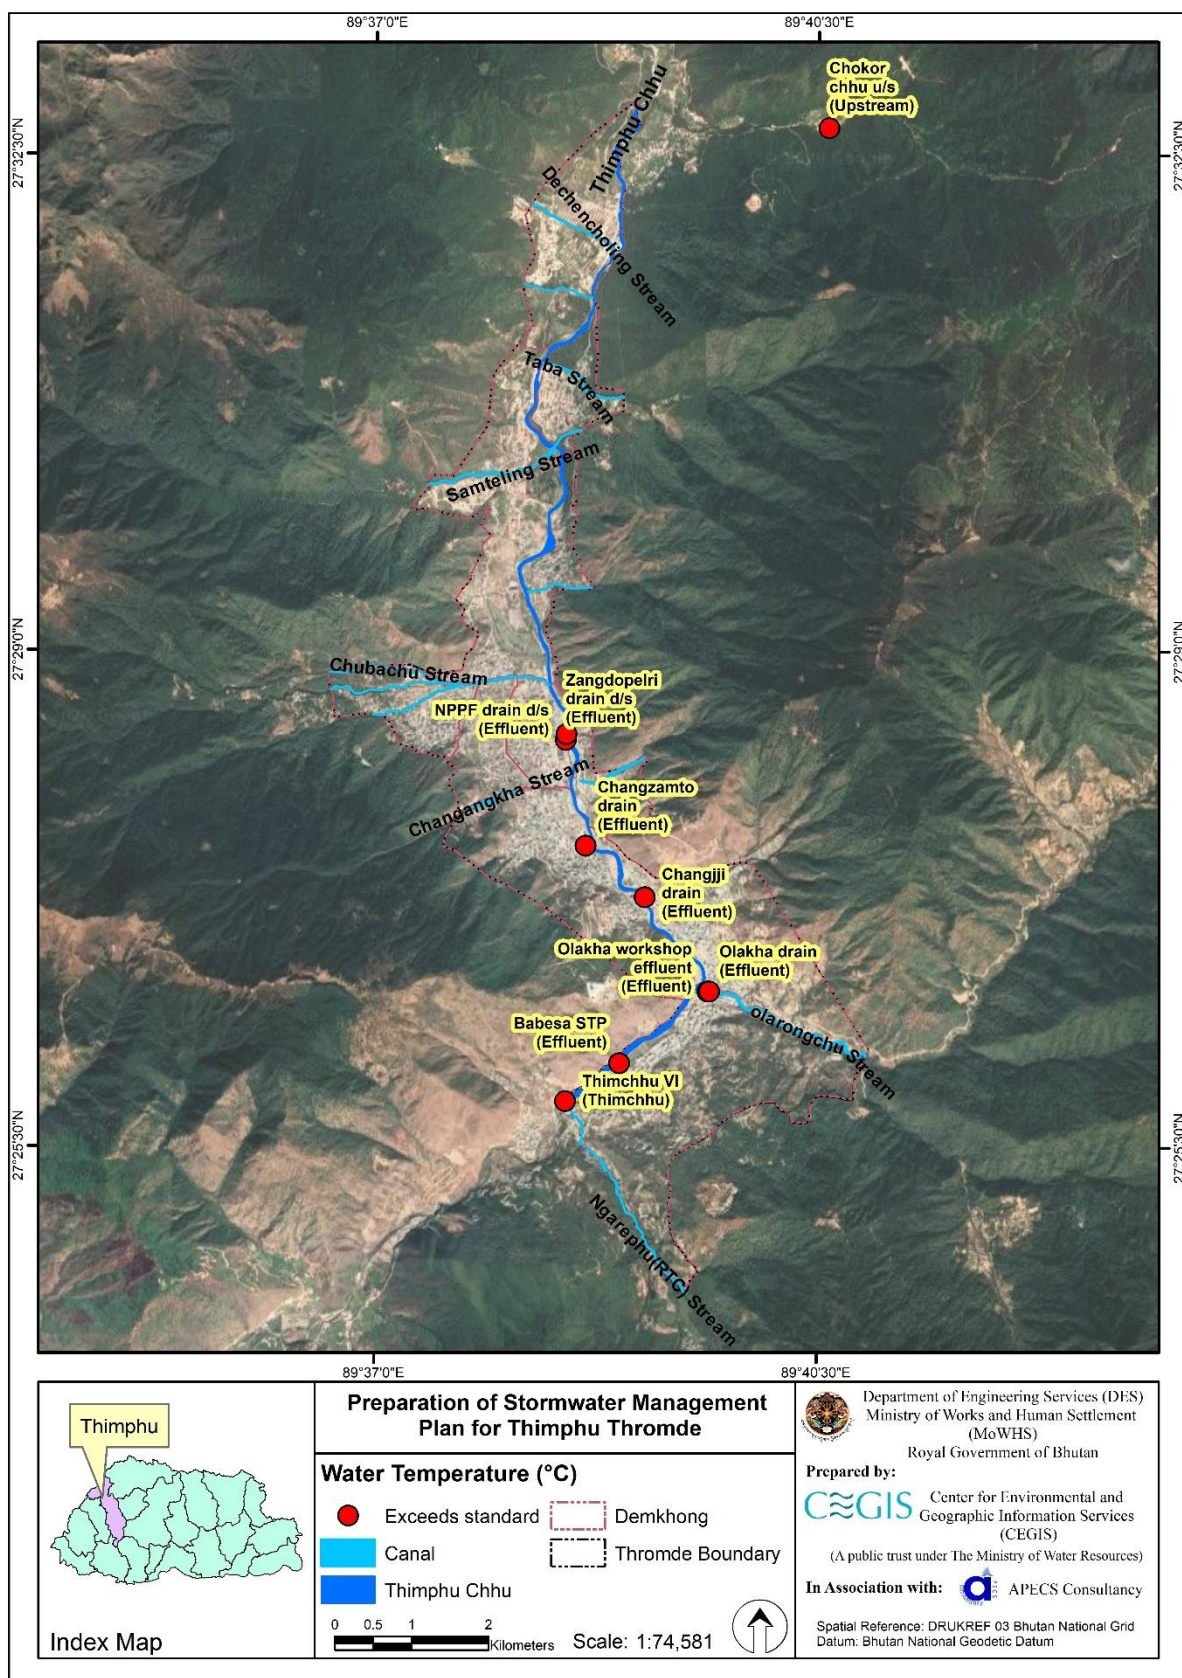 89°37'0"E
89°40'30"E
27°32'30"N
27°32'30"N
Chokor
chhu u/s
(Upstream)
Thimphu Chhu
Dechencholing Stream
Taba Stream
Samteling Stream
27°29'0"N
27°29'0"N
Chubachu Stream
Zangdopelri
drain d/s
(Effluent)
NPPF drain d/s
(Effluent)
Changangkha Stream
Changzamto
drain
(Effluent)
Changjji
drain
(Effluent)
Olakha workshop
effluent
(Effluent)
Olakha drain
(Effluent)
olarongchu Stream
Babesa STP
(Effluent)
Thimchhu VI
(Thimchhu)
27°25'30"N
27°25'30"N
Ngarephu(RTC) Stream
89°37'0"E
89°40'30"E
Thimphu
Index Map
Preparation of Stormwater Management
Plan for Thimphu Thromde
Water Temperature (°C)
Exceeds standard
Demkhong
Canal
Thromde Boundary
Thimphu Chhu
0 0.5 1 2
Kilometers
Scale: 1:74,581
Department of Engineering Services (DES)
Ministry of Works and Human Settlement
(MoWHS)
Royal Government of Bhutan
Prepared by:
CEGIS
Center for Environmental and
Geographic Information Services
(CEGIS)
(A public trust under The Ministry of Water Resources)
In Association with:
a
APECS
APECS Consultancy
Spatial Reference: DRUKREF 03 Bhutan National Grid
Datum: Bhutan National Geodetic Datum